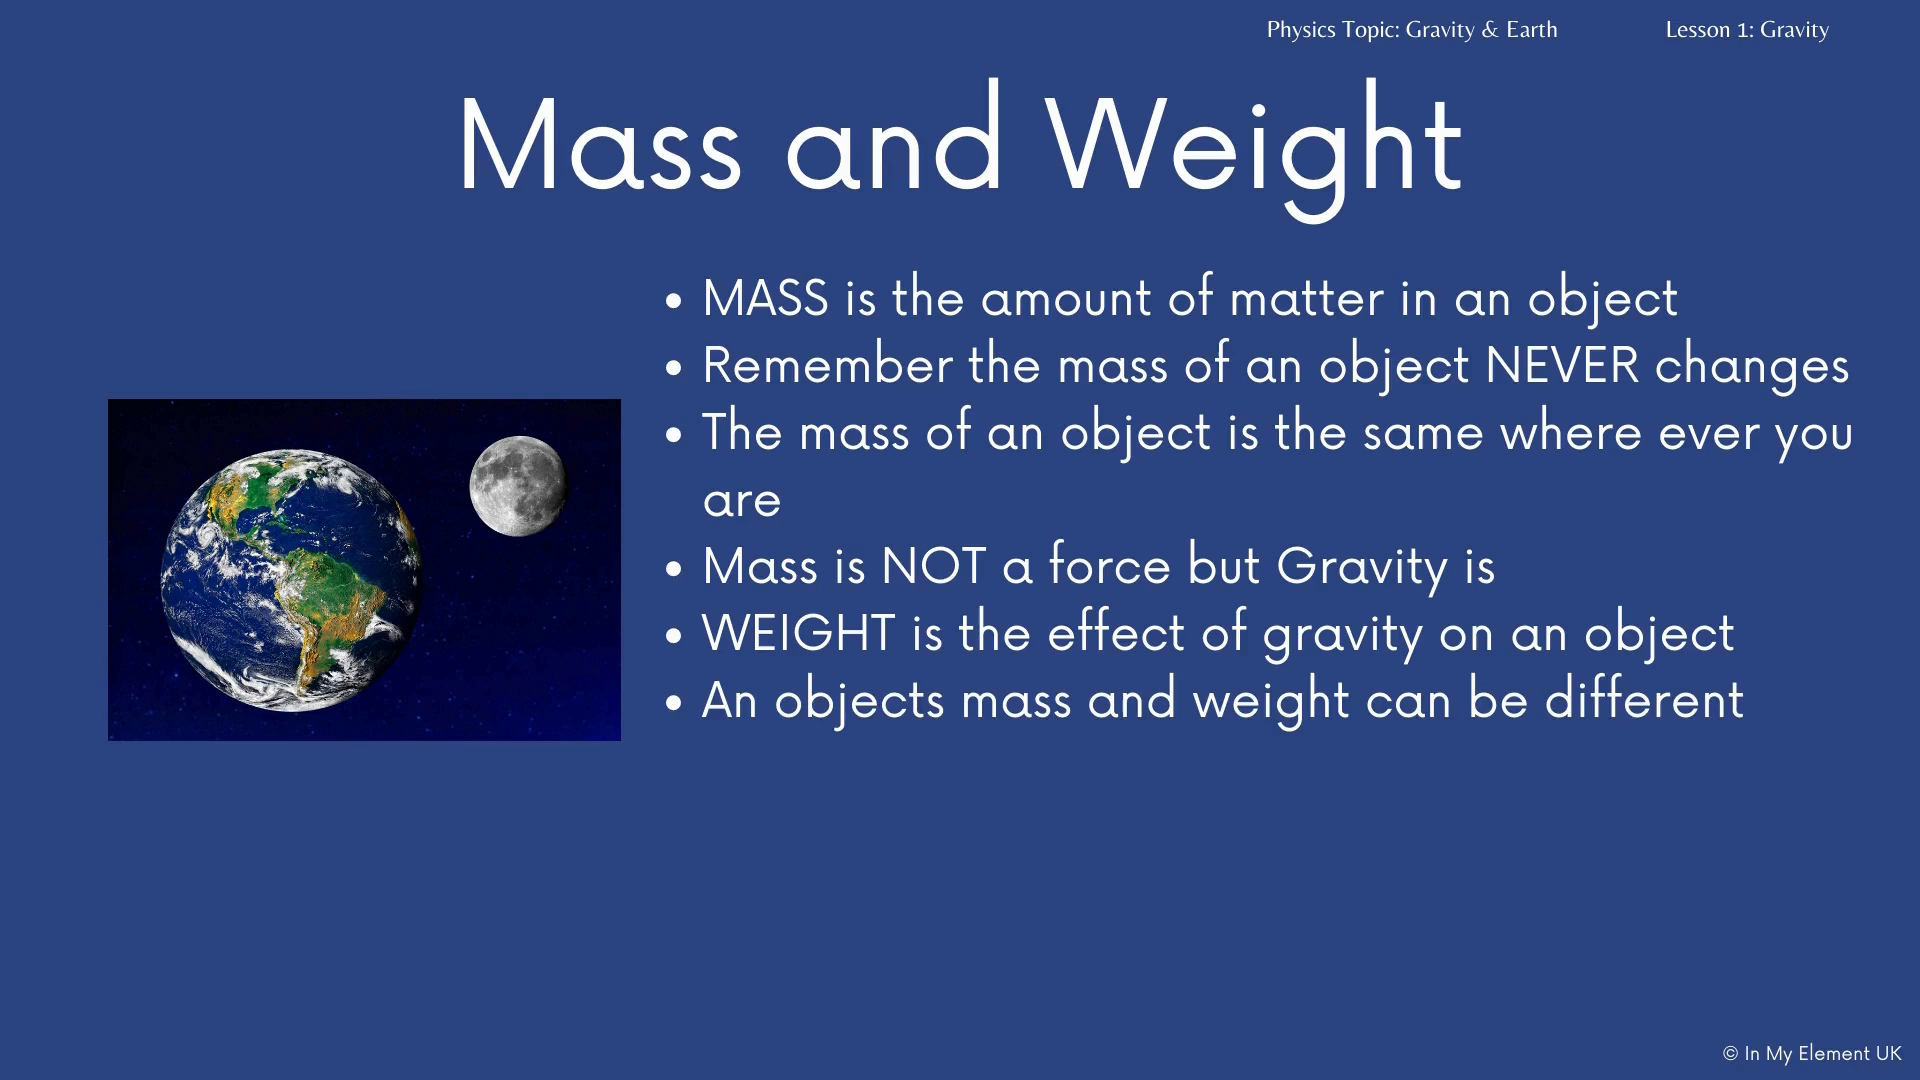 Physics Topic: Gravity & Earth
Lesson 1: Gravity
Mass and Weight
• MASS is the amount of matter in an object
• Remember the mass of an object NEVER changes
• The mass of an object is the same where ever you
are
• Mass is NOT a force but Gravity is
• WEIGHT is the effect of gravity on an object
• An objects mass and weight can be different
© In My Element UK